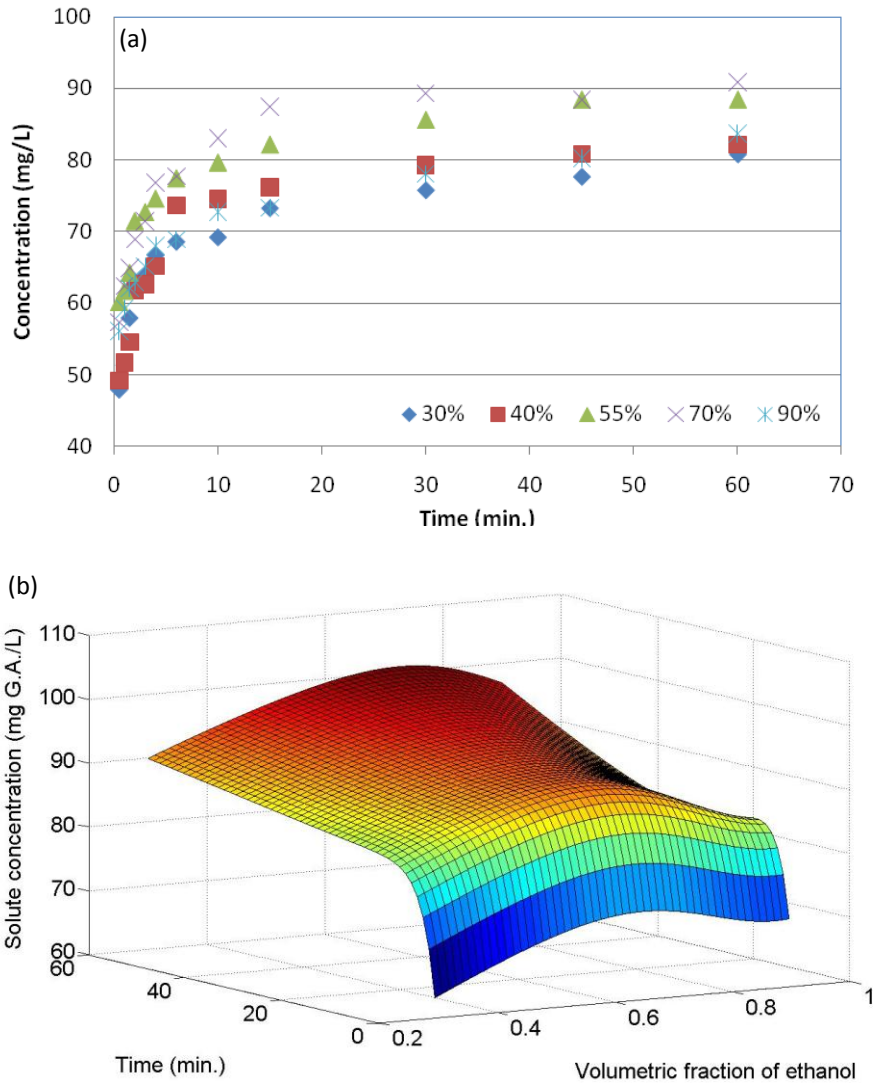 (a)
Concentration (mg/L)
100
90
80
70
60
50
40
30% 40% 55% 70% 90%
0 10 20 30 40 50 60 70
Time (min.)
(b)
Solute concentration (mg G.A./L)
110
100
90
80
70
60
60
40
20
0
Time (min.)
0.2
0.4
0.6
0.8
1
Volumetric fraction of ethanol